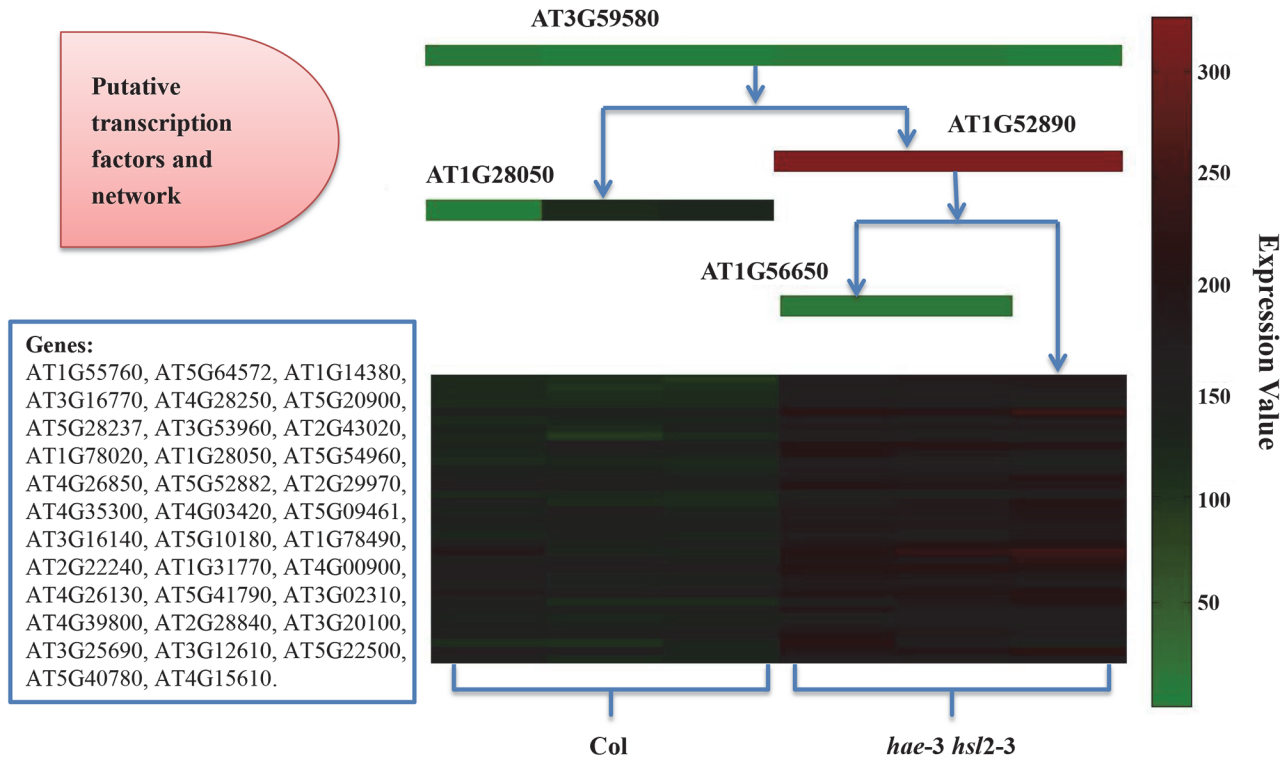 Putative
transcription
factors and
network
AT3G59580
AT1G52890
AT1G28050
AT1G56650
300
250
200
150
100
50
Expression Value
Genes:
AT1G55760, AT5G64572, AT1G14380,
AT3G16770, AT4G28250, AT5G20900,
AT5G28237, AT3G53960, AT2G43020,
AT1G78020, AT1G28050, AT5G54960,
AT4G26850, AT5G52882, AT2G29970,
AT4G35300, AT4G03420, AT5G09461,
AT3G16140, AT5G10180, AT1G78490,
AT2G22240, AT1G31770, AT4G00900,
AT4G26130, AT5G41790, AT3G02310,
AT4G39800, AT2G28840, AT3G20100,
AT3G25690, AT3G12610, AT5G22500,
AT5G40780, AT4G15610.
Col
hae-3 hsl2-3